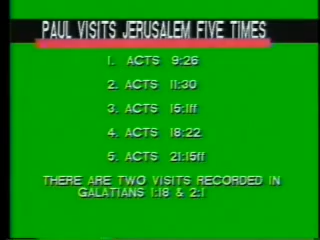 PAUL VISITS JERUSALEM FIVE TIMES
1. ACTS 9:26
2. ACTS 11:30
3. ACTS 15:1ff
4. ACTS 18:22
5. ACTS 21:15ff
THERE ARE TWO VISITS RECORDED IN
GALATIANS 1:18 & 2:1